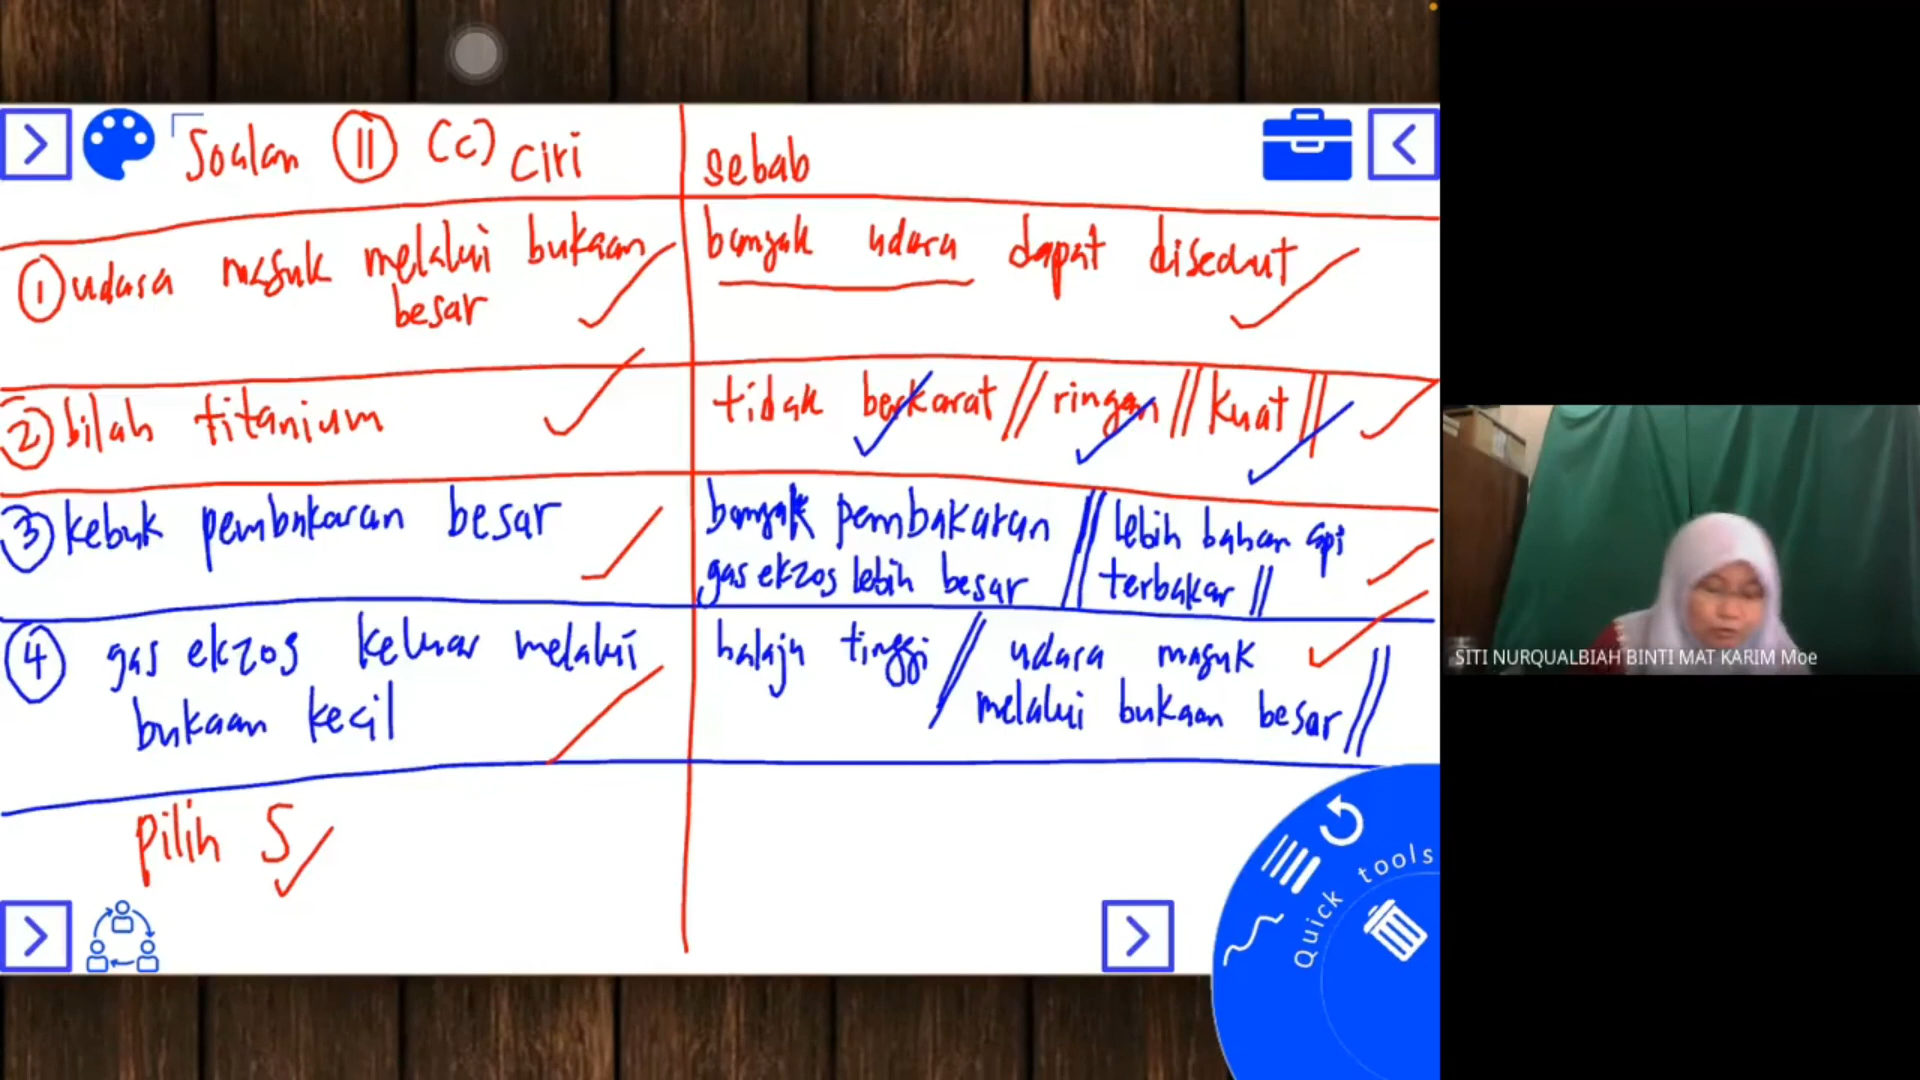 Soalan 11 (c) ciri
sebab
① udara masuk melalui bukaan
besar
banyak udara dapat disedut
② bilah titanium
tidak berkarat // ringan // kuat //
③ kebuk pembakaran besar
banyak pembakaran // lebih bahan api
gas ekzos lebih besar // terbakar //
④ gas ekzos keluar melalui
bukaan kecil
halaju tinggi // udara masuk
melalui bukaan besar //
Pilih S
Quick tools
SITI NURQUALBIAH BINTI MAT KARIM Moe